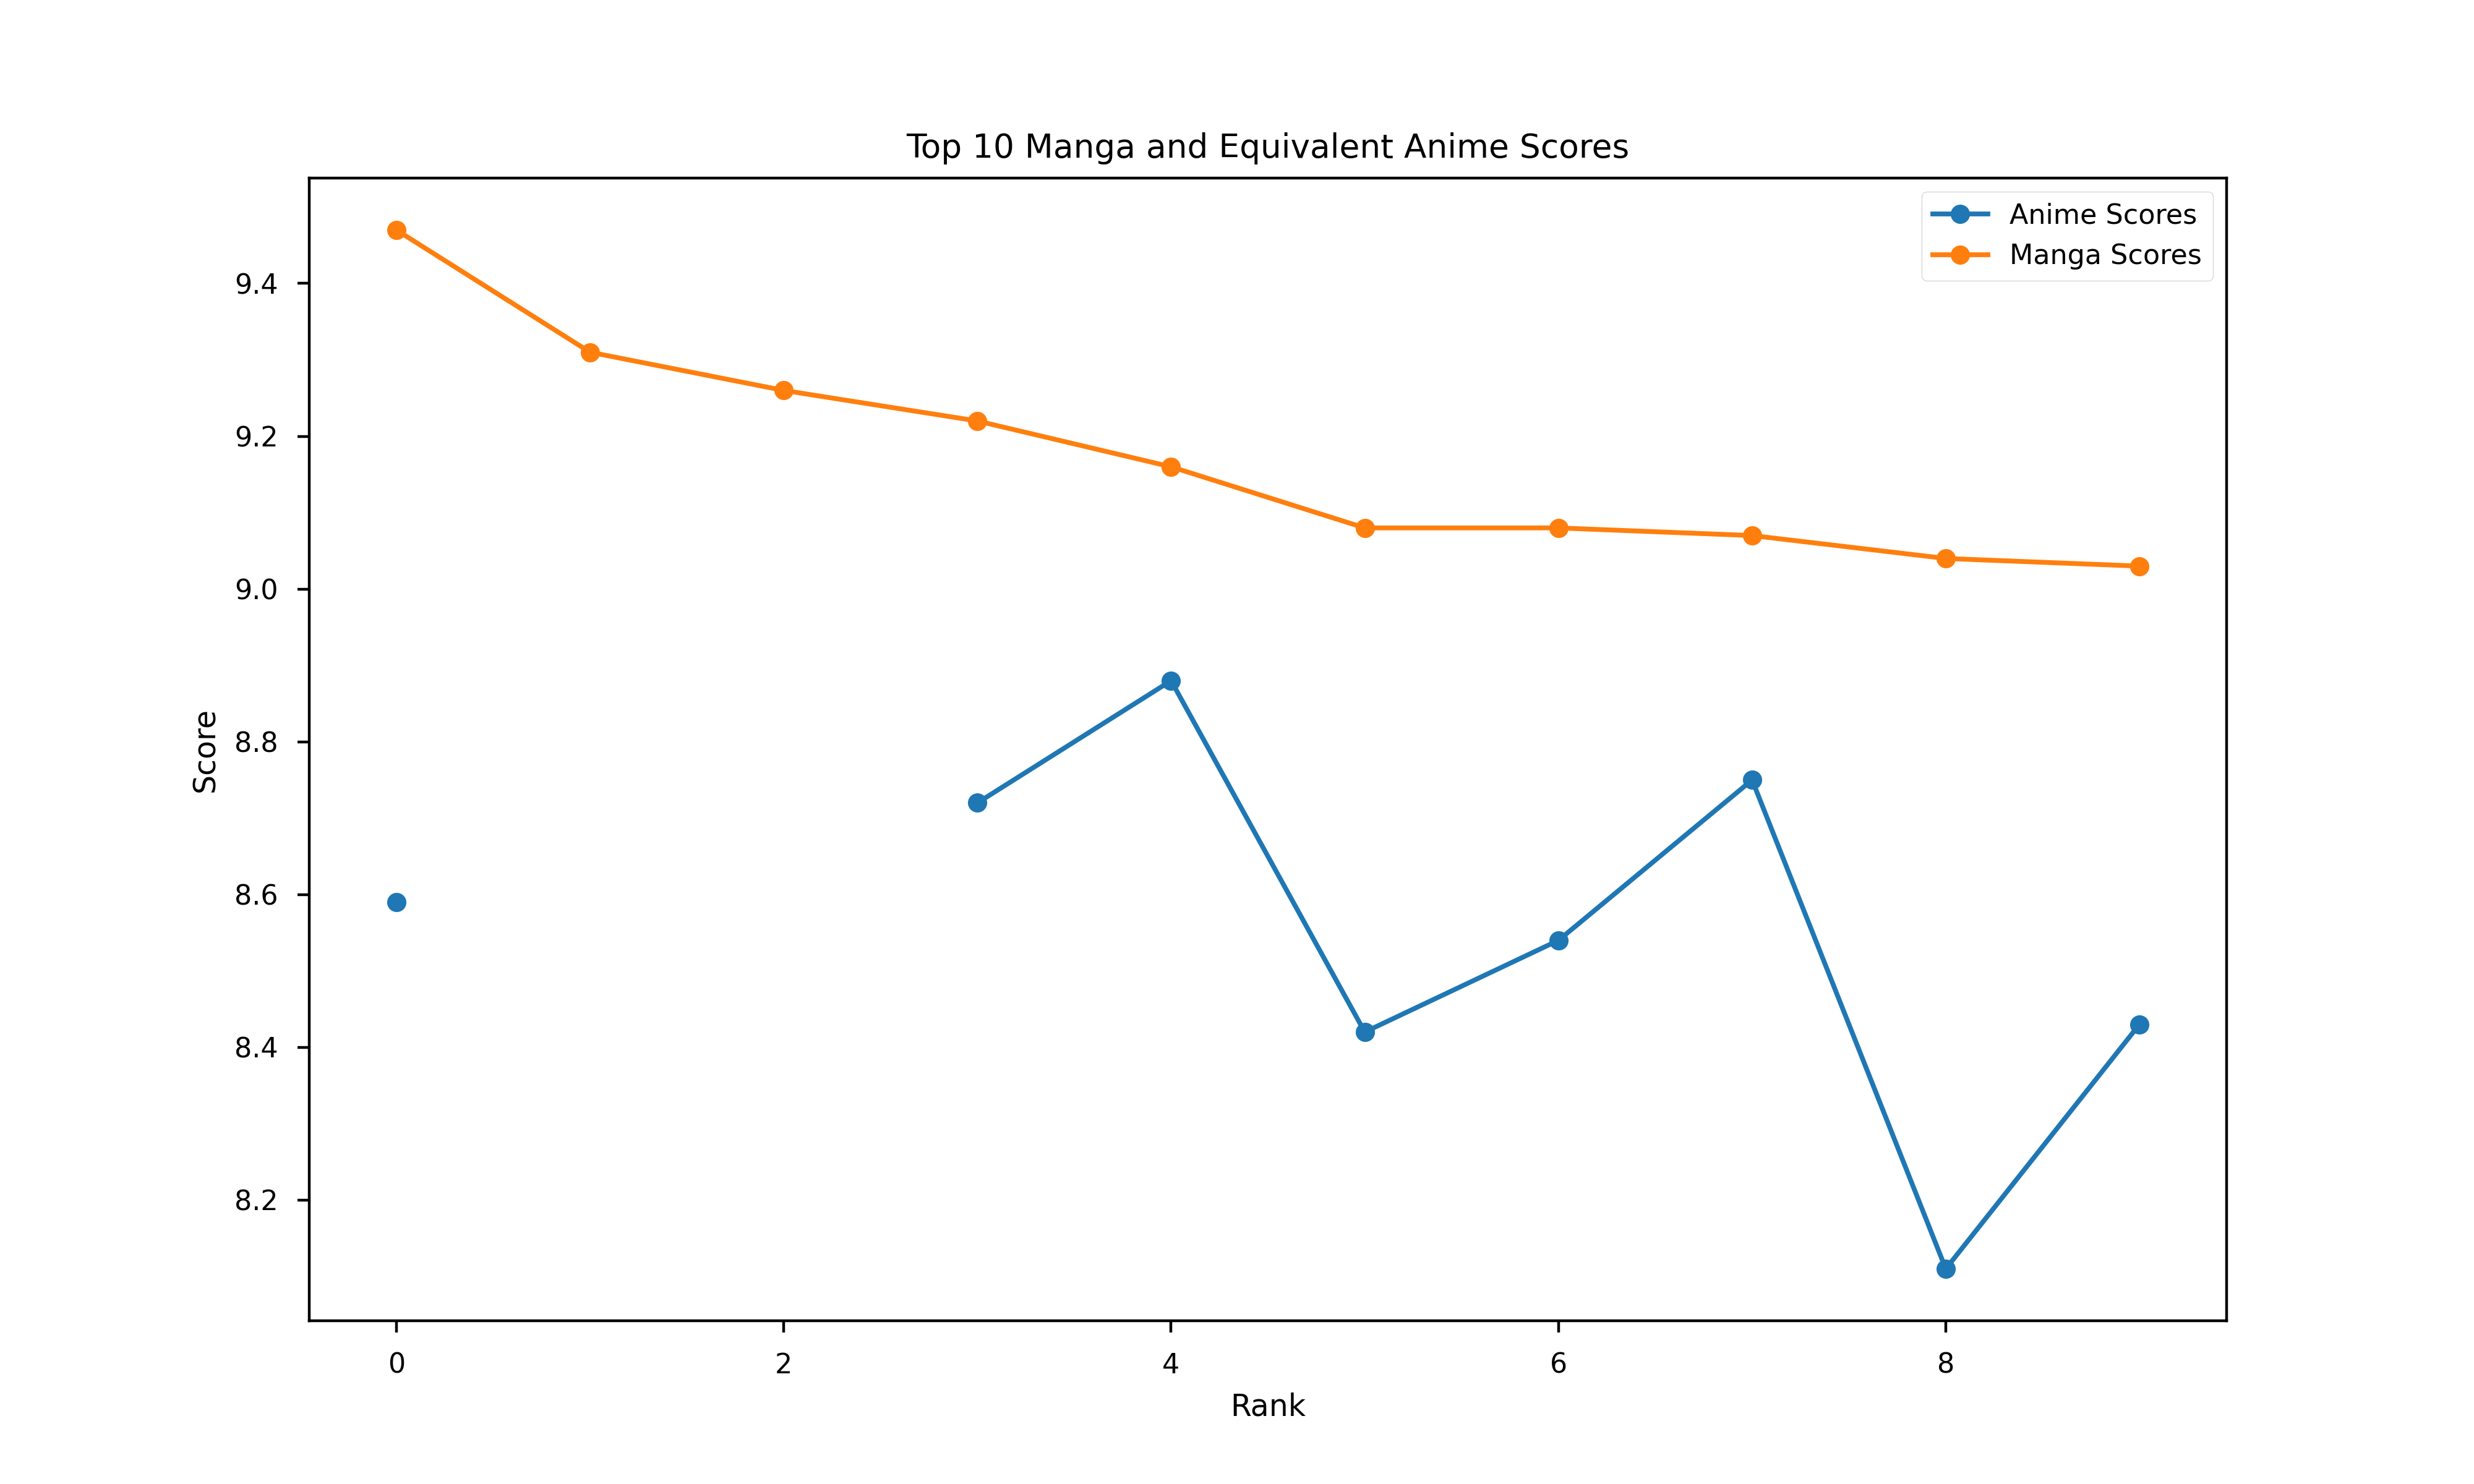 Top 10 Manga and Equivalent Anime Scores
Anime Scores
Manga Scores
9.4
9.2
9.0
8.8
8.6
8.4
8.2
Score
0 2 4 6 8
Rank